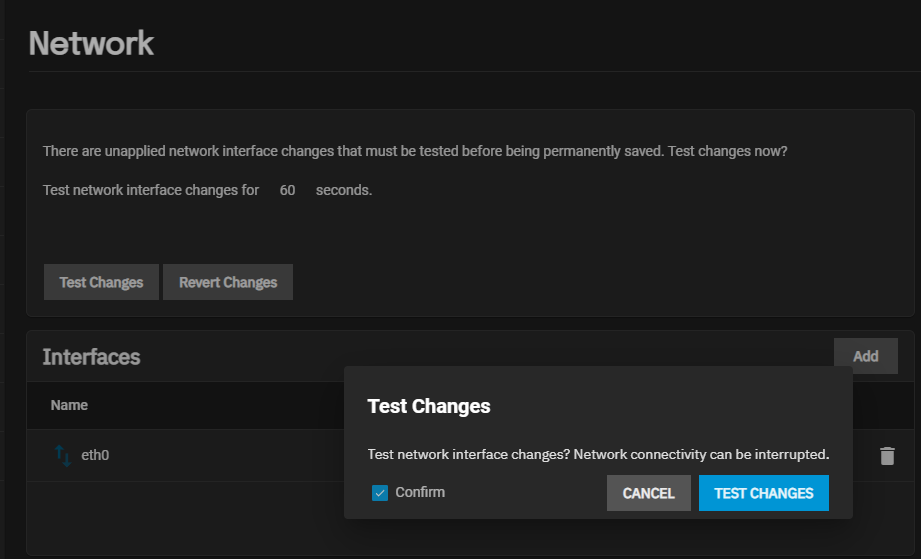 Network
There are unapplied network interface changes that must be tested before being permanently saved. Test changes now?
Test network interface changes for 60 seconds.
Test Changes Revert Changes
Interfaces Add
Name
eth0
Test Changes
Test network interface changes? Network connectivity can be interrupted.
Confirm CANCEL TEST CHANGES